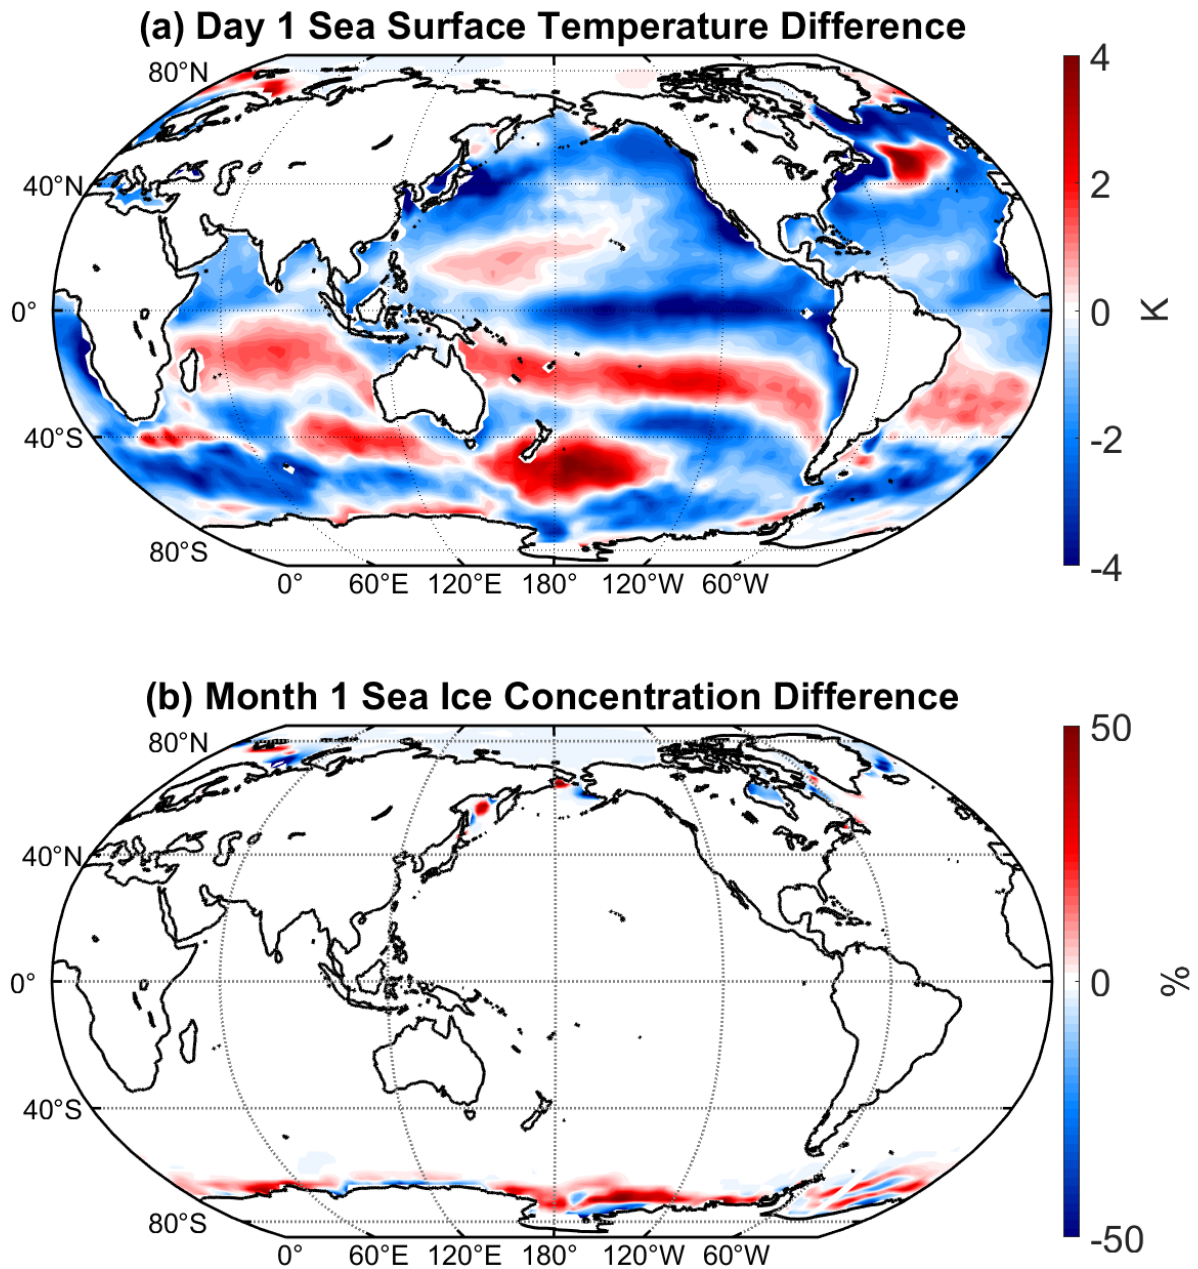 (a) Day 1 Sea Surface Temperature Difference
80°N
40°N
0°
40°S
80°S
0° 60°E 120°E 180° 120°W 60°W
4
2
0
-2
-4
K
(b) Month 1 Sea Ice Concentration Difference
80°N
40°N
0°
40°S
80°S
0° 60°E 120°E 180° 120°W 60°W
50
0
-50
%